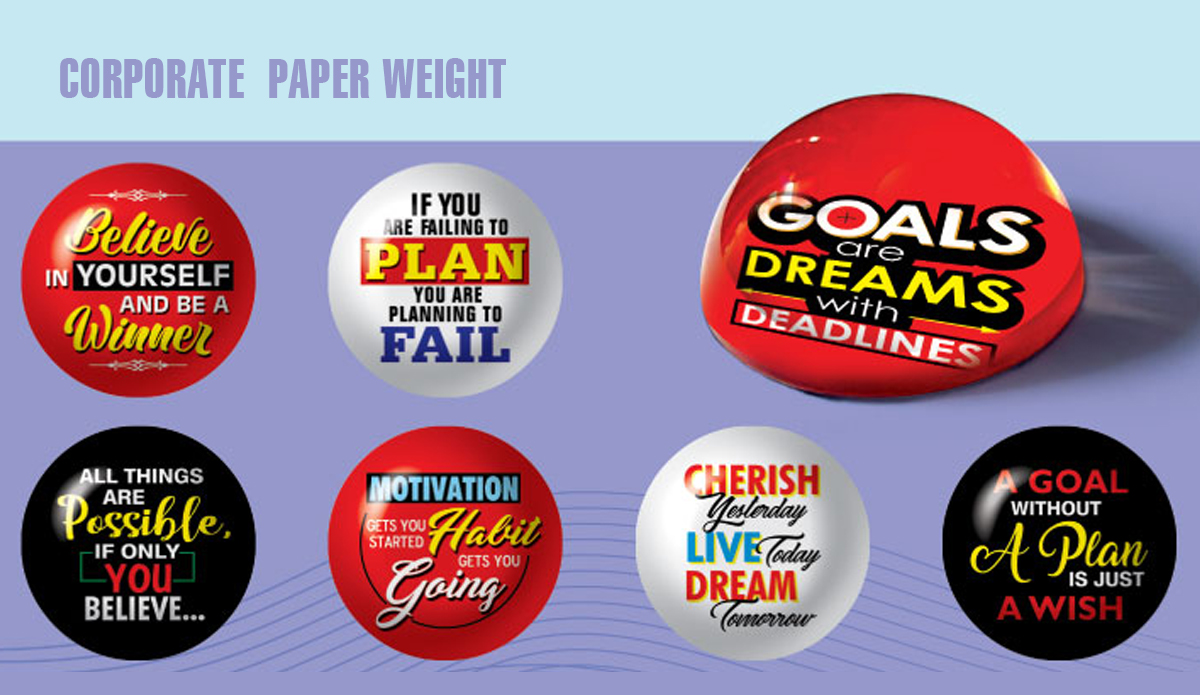 CORPORATE PAPER WEIGHT
Believe
IN YOURSELF
AND BE A
Winner
IF YOU
ARE FAILING TO
PLAN
YOU ARE
PLANNING TO
FAIL
GOALS
are
DREAMS
with
DEADLINES
ALL THINGS
ARE
Possible,
IF ONLY
YOU
BELIEVE...
MOTIVATION
GETS YOU
STARTED Habit
GETS YOU
Going
CHERISH
Yesterday
LIVE Today
DREAM
Tomorrow
A GOAL
WITHOUT
A Plan
IS JUST
A WISH